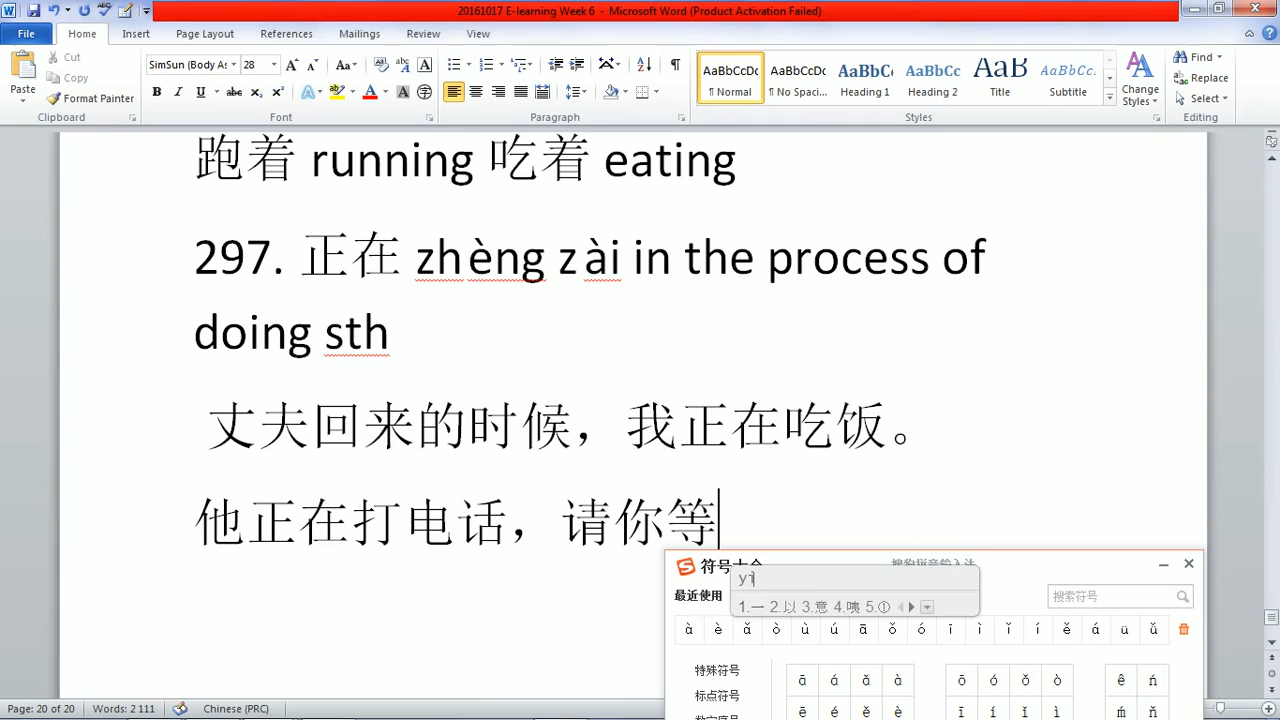 20161017 E-learning Week 6 - Microsoft Word (Product Activation Failed)
File Home Insert Page Layout References Mailings Review View
Paste Cut Copy Format Painter
SimSun (Body As 28
AaBbCcDc AaBbCcDc AaBbCc AaBbCc AaB AaBbCc
¶ Normal ¶ No Spaci... Heading 1 Heading 2 Title Subtitle
Change Styles
Find Replace Select
Clipboard Font Paragraph Styles Editing
跑着 running 吃着 eating
297. 正在 zhèng zài in the process of
doing sth
丈夫回来的时候，我正在吃饭。
他正在打电话，请你等
符号大全 搜狗拼音输入法
yi
1.一 2.以 3.意 4.咦 5.①
最近使用 搜索符号
à è ǎ ò ù ú ā ǒ ó ī ì ǐ í ě á ü ǚ
特殊符号 ā á ǎ à ō ó ǒ ò ê ń
标点符号 ē é ě è ī í ǐ ì ḿ ň
Page: 20 of 20 Words: 2 111 Chinese (PRC)